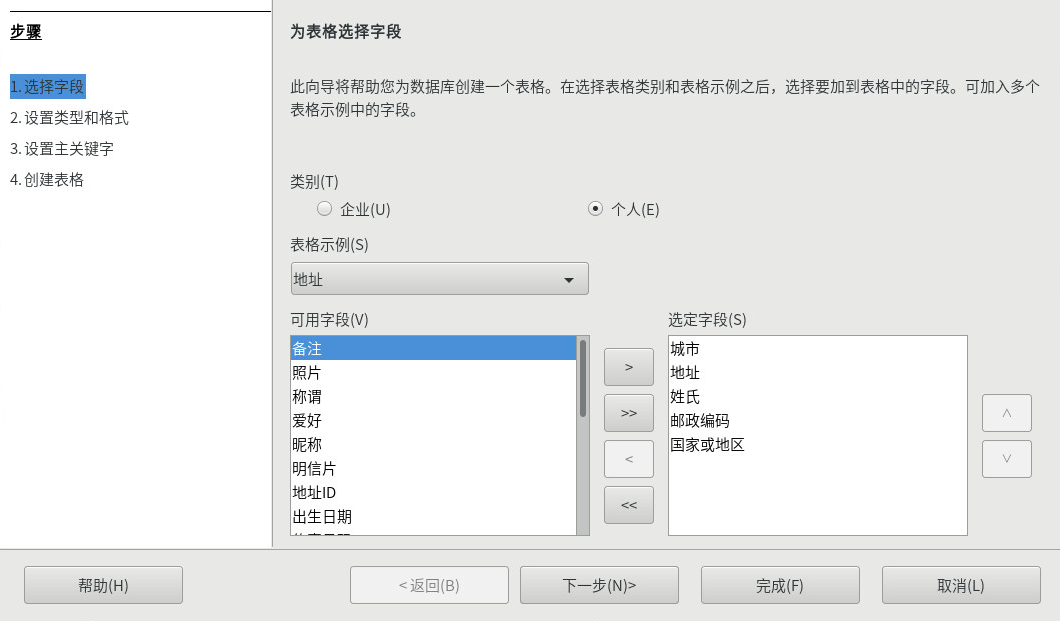 步骤
1. 选择字段
2. 设置类型和格式
3. 设置主关键字
4. 创建表格
为表格选择字段
此向导将帮助您为数据库创建一个表格。在选择表格类别和表格示例之后，选择要加到表格中的字段。可加入多个
表格示例中的字段。
类别(T)
企业(U)
个人(E)
表格示例(S)
地址
可用字段(V)
备注
照片
称谓
爱好
昵称
明信片
地址ID
出生日期
>
>>
<
<<
选定字段(S)
城市
地址
姓氏
邮政编码
国家或地区
帮助(H)
< 返回(B)
下一步(N)>
完成(F)
取消(L)